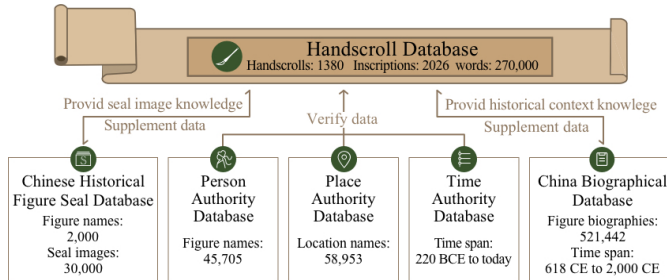 Handscroll Database
Handscrolls: 1380 Inscriptions: 2026 words: 270,000
Provid seal image knowledge
Supplement data
Verify data
Provid historical context knowlege
Supplement data
Chinese Historical
Figure Seal Database
Figure names:
2,000
Seal images:
30,000
Person
Authority
Database
Figure names:
45,705
Place
Authority
Database
Location names:
58,953
Time
Authority
Database
Time span:
220 BCE to today
China Biographical
Database
Figure biographies:
521,442
Time span:
618 CE to 2,000 CE